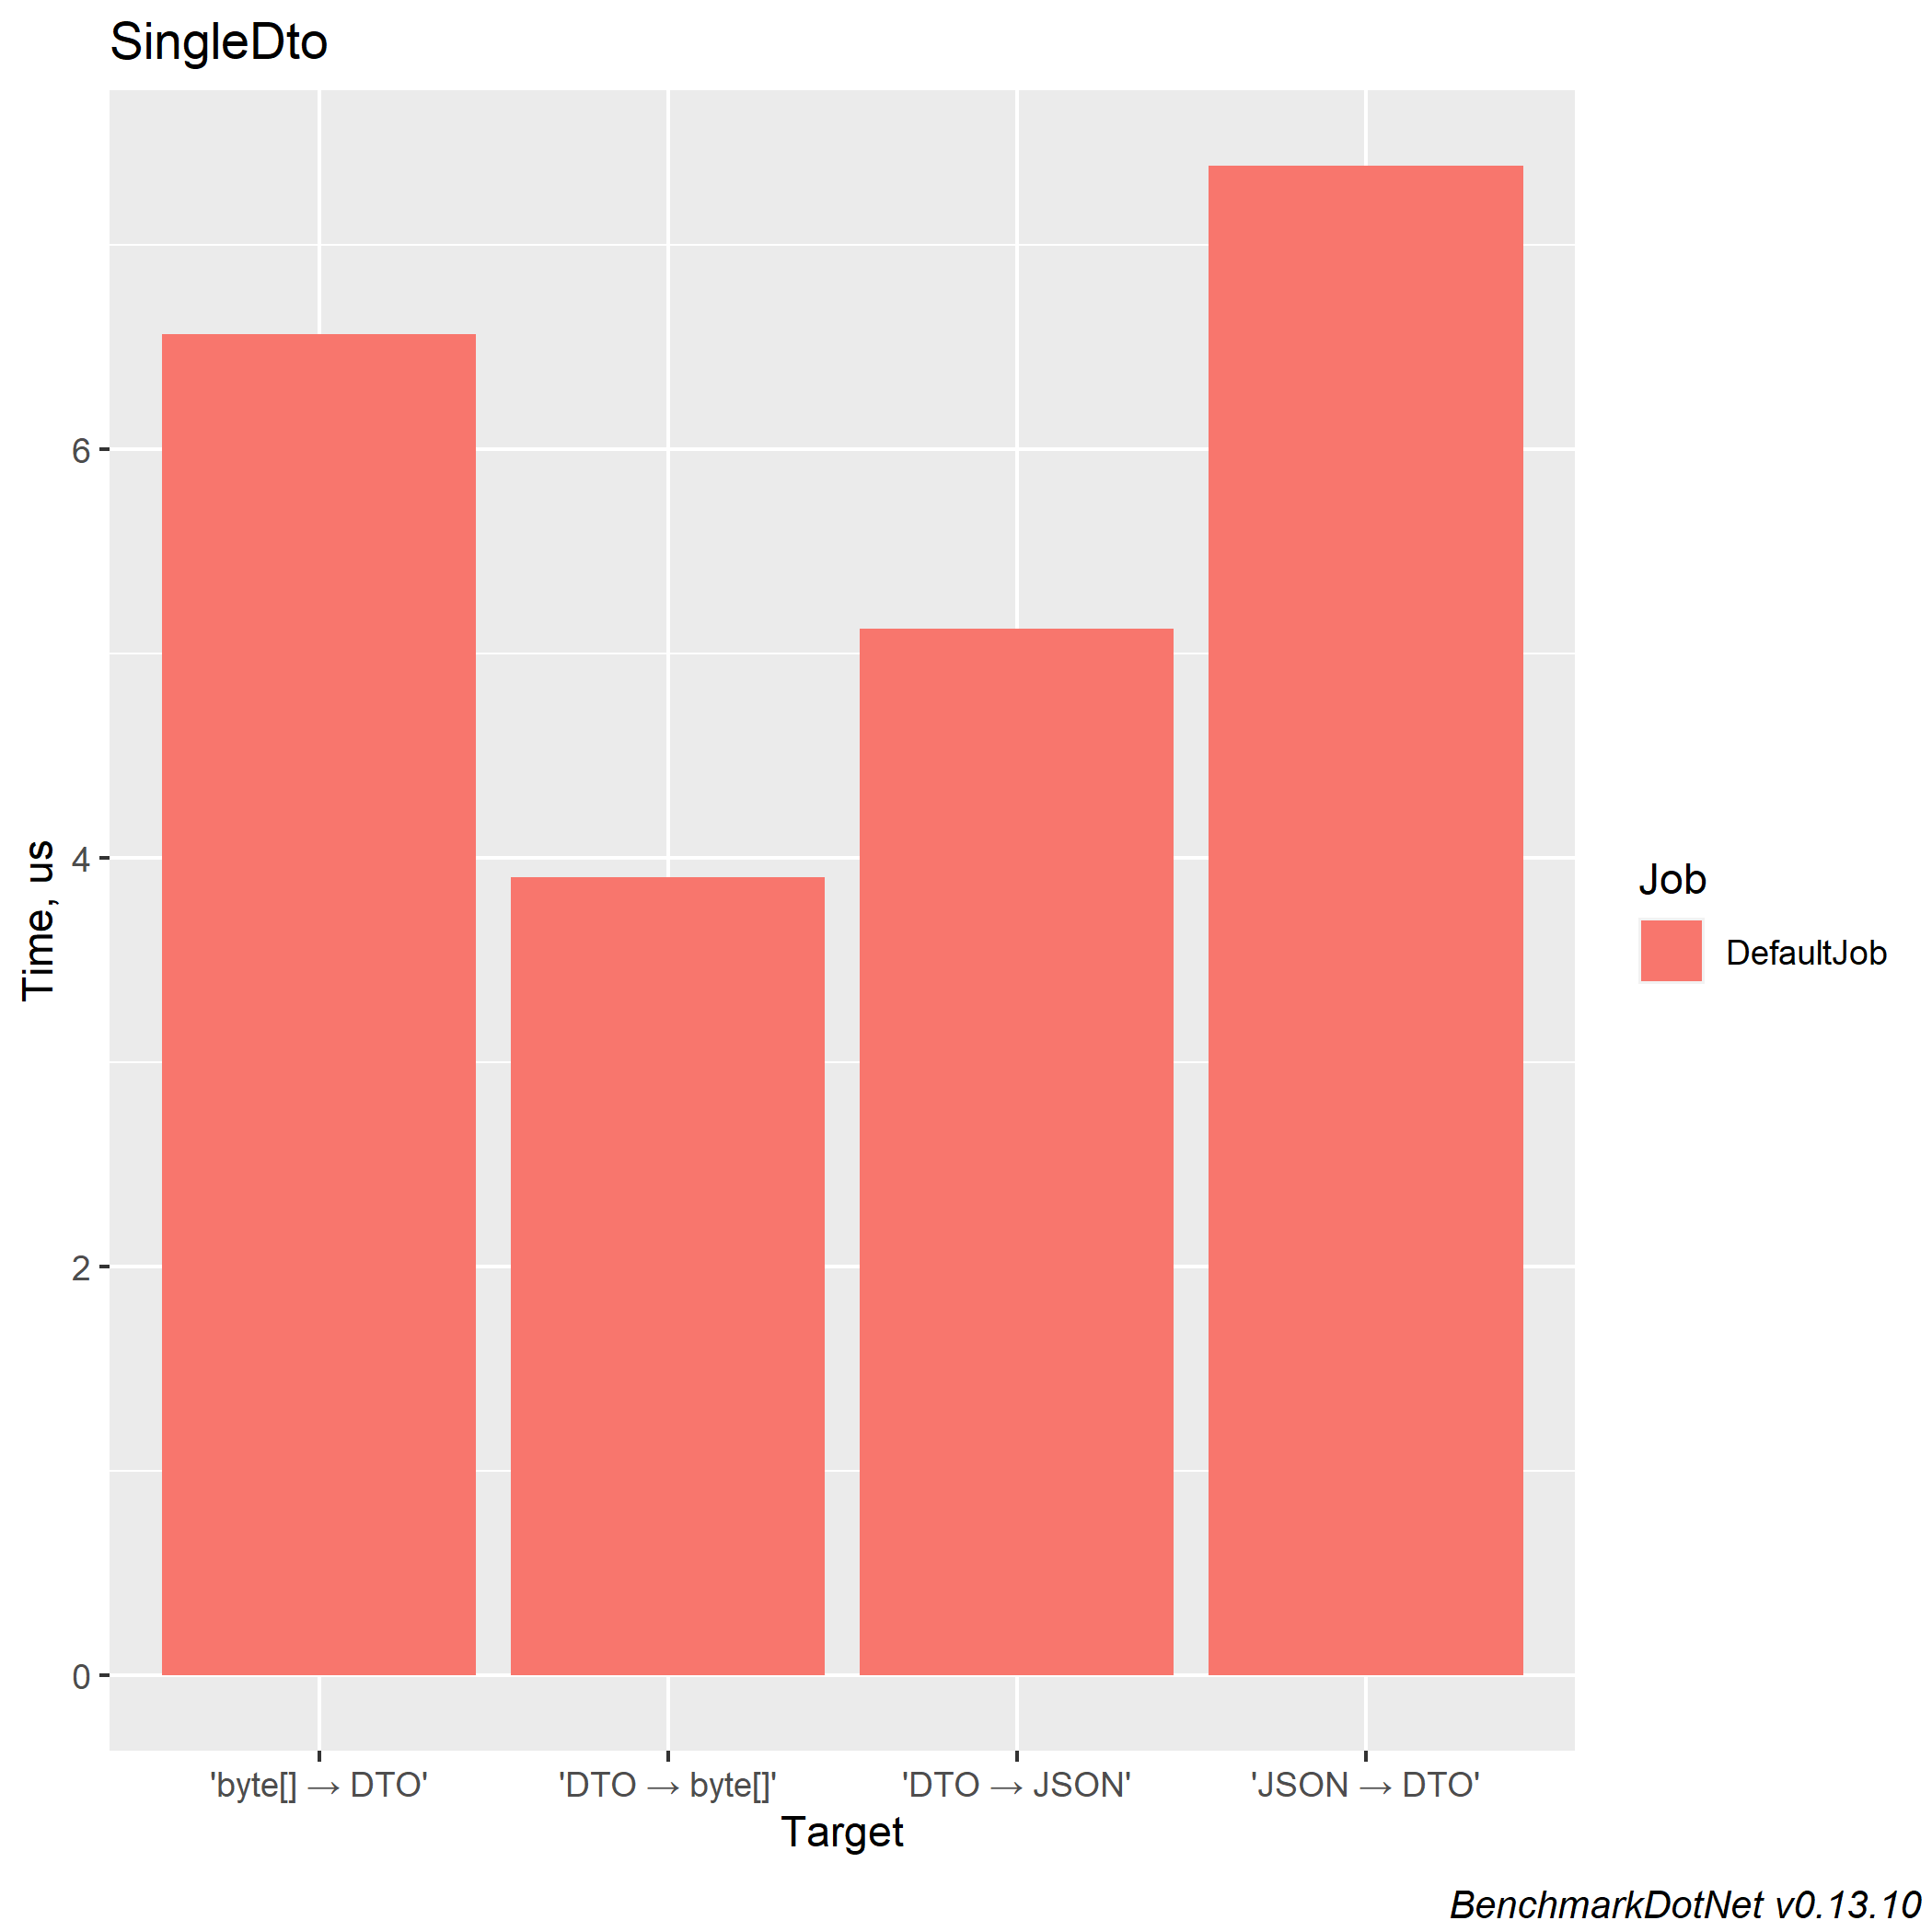 SingleDto
Time, us
6
4
2
0
'byte[] → DTO'
'DTO → byte[]'
'DTO → JSON'
'JSON → DTO'
Target
Job
DefaultJob
BenchmarkDotNet v0.13.10